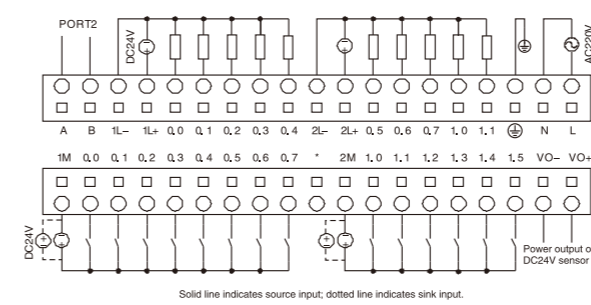 PORT2
DC24V
AC220V
A B 1L– 1L+ 0.0 0.1 0.2 0.3 0.4 2L– 2L+ 0.5 0.6 0.7 1.0 1.1 N L
1M 0.0 0.1 0.2 0.3 0.4 0.5 0.6 0.7 * 2M 1.0 1.1 1.2 1.3 1.4 1.5 VO– VO+
DC24V
Power output o
DC24V sensor
Solid line indicates source input; dotted line indicates sink input.